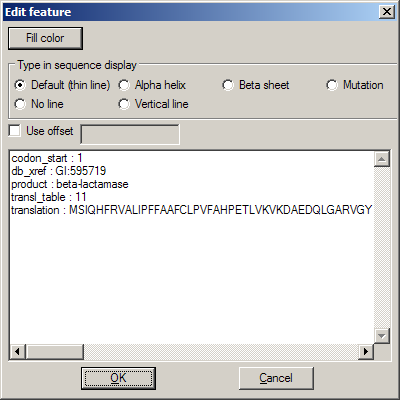 Edit feature
Fill color
Type in sequence display
Default (thin line) Alpha helix Beta sheet Mutation
No line Vertical line
Use offset
codon_start : 1
db_xref : GI:595719
product : beta-lactamase
transl_table : 11
translation : MSIQHFRVALIPFFAAFCLPVFAHPETLVKVKDAEDQLGARVGY
OK Cancel